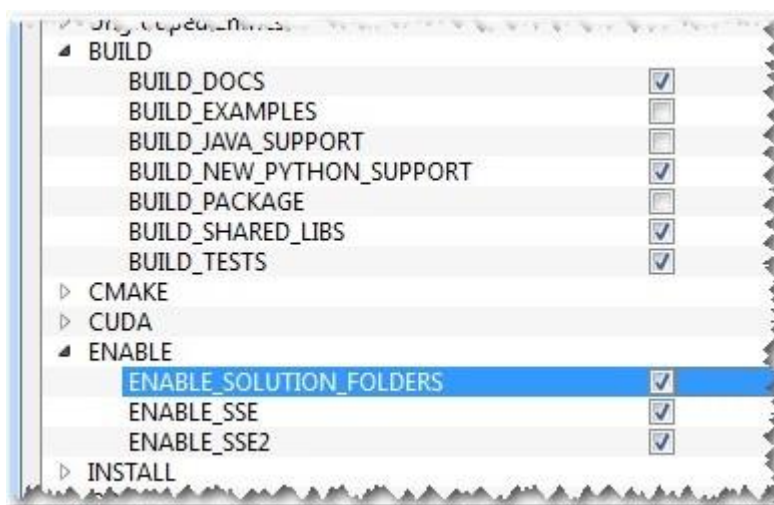 BUILD
BUILD_DOCS
BUILD_EXAMPLES
BUILD_JAVA_SUPPORT
BUILD_NEW_PYTHON_SUPPORT
BUILD_PACKAGE
BUILD_SHARED_LIBS
BUILD_TESTS
CMAKE
CUDA
ENABLE
ENABLE_SOLUTION_FOLDERS
ENABLE_SSE
ENABLE_SSE2
INSTALL